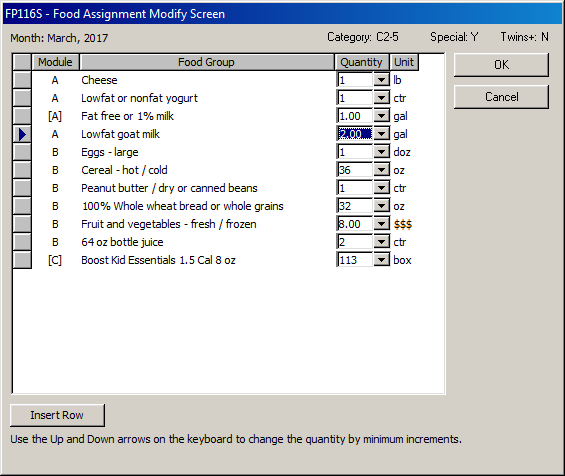 FP116S - Food Assignment Modify Screen
Month: March, 2017 Category: C2-5 Special: Y Twins+: N
Module Food Group Quantity Unit
A Cheese 1 lb
A Lowfat or nonfat yogurt 1 ctr
[A] Fat free or 1% milk 1.00 gal
A Lowfat goat milk 2.00 gal
B Eggs - large 1 doz
B Cereal - hot / cold 36 oz
B Peanut butter / dry or canned beans 1 ctr
B 100% Whole wheat bread or whole grains 32 oz
B Fruit and vegetables - fresh / frozen 8.00 $$$
B 64 oz bottle juice 2 ctr
[C] Boost Kid Essentials 1.5 Cal 8 oz 113 box
OK
Cancel
Insert Row
Use the Up and Down arrows on the keyboard to change the quantity by minimum increments.